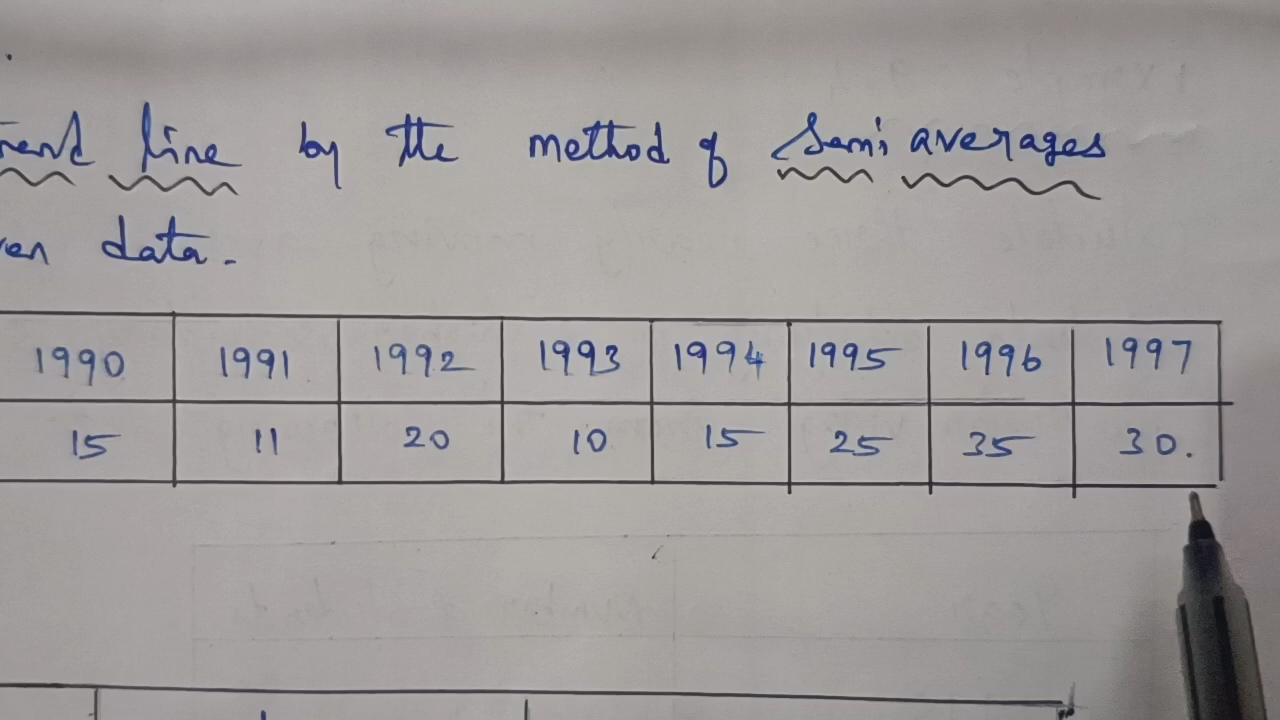 line by the method of Semi averages
data.
1990 1991 1992 1993 1994 1995 1996 1997
15 11 20 10 15 25 35 30.